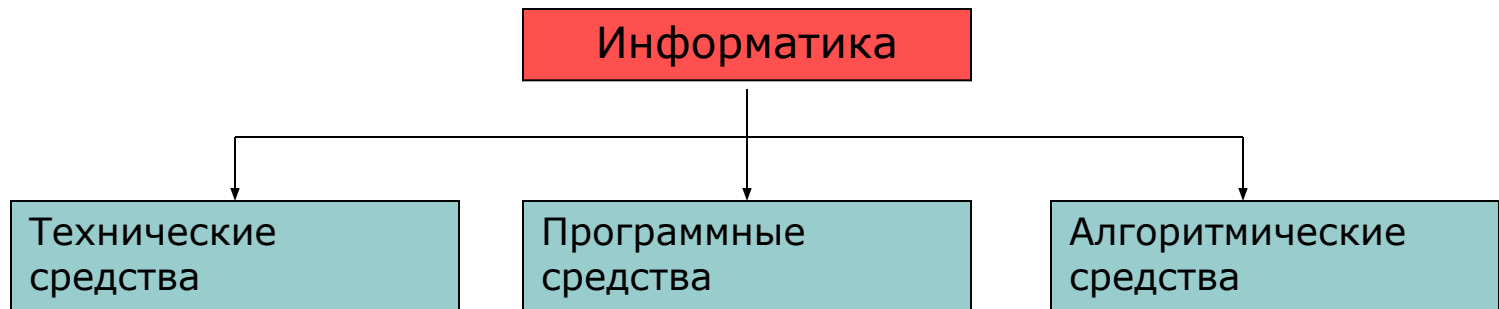 Информатика
Технические
средства
Программные
средства
Алгоритмические
средства